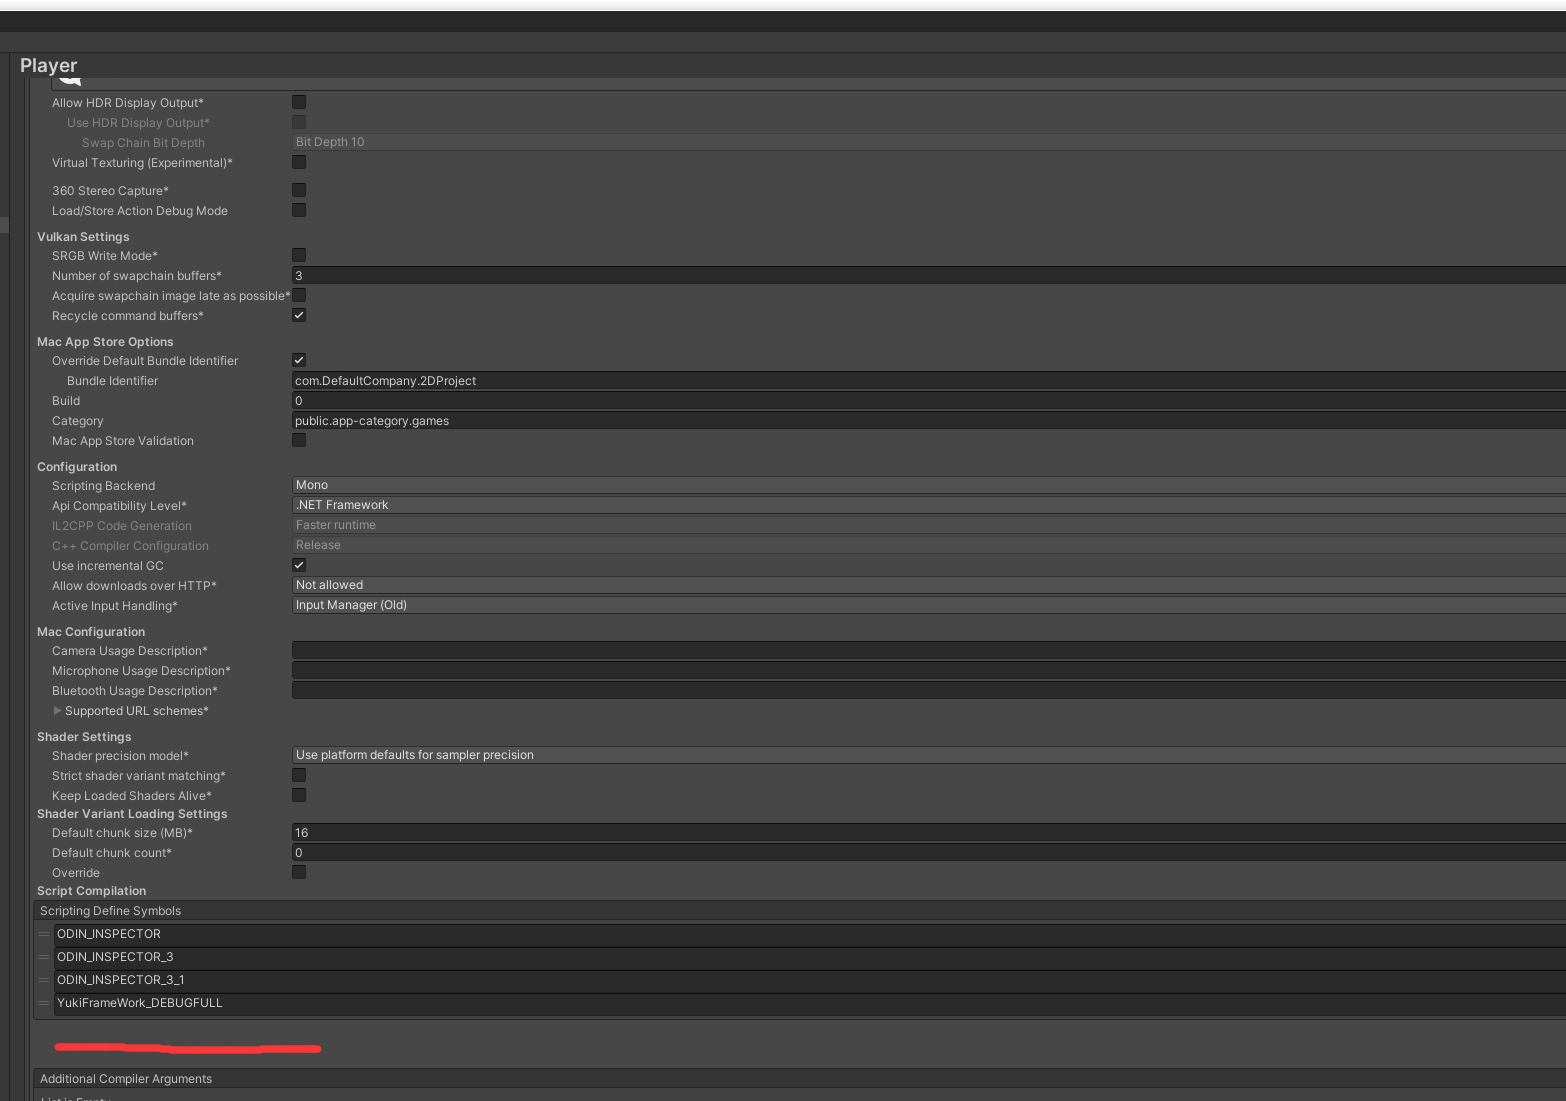 Player
Allow HDR Display Output*
Use HDR Display Output*
Swap Chain Bit Depth Bit Depth 10
Virtual Texturing (Experimental)*
360 Stereo Capture*
Load/Store Action Debug Mode
Vulkan Settings
SRGB Write Mode*
Number of swapchain buffers* 3
Acquire swapchain image late as possible*
Recycle command buffers*
Mac App Store Options
Override Default Bundle Identifier
Bundle Identifier com.DefaultCompany.2DProject
Build 0
Category public.app-category.games
Mac App Store Validation
Configuration
Scripting Backend Mono
Api Compatibility Level* .NET Framework
IL2CPP Code Generation Faster runtime
C++ Compiler Configuration Release
Use incremental GC
Allow downloads over HTTP* Not allowed
Active Input Handling* Input Manager (Old)
Mac Configuration
Camera Usage Description*
Microphone Usage Description*
Bluetooth Usage Description*
Supported URL schemes*
Shader Settings
Shader precision model* Use platform defaults for sampler precision
Strict shader variant matching*
Keep Loaded Shaders Alive*
Shader Variant Loading Settings
Default chunk size (MB)* 16
Default chunk count* 0
Override
Script Compilation
Scripting Define Symbols
ODIN_INSPECTOR
ODIN_INSPECTOR_3
ODIN_INSPECTOR_3_1
YukiFrameWork_DEBUGFULL
Additional Compiler Arguments
List is Empty